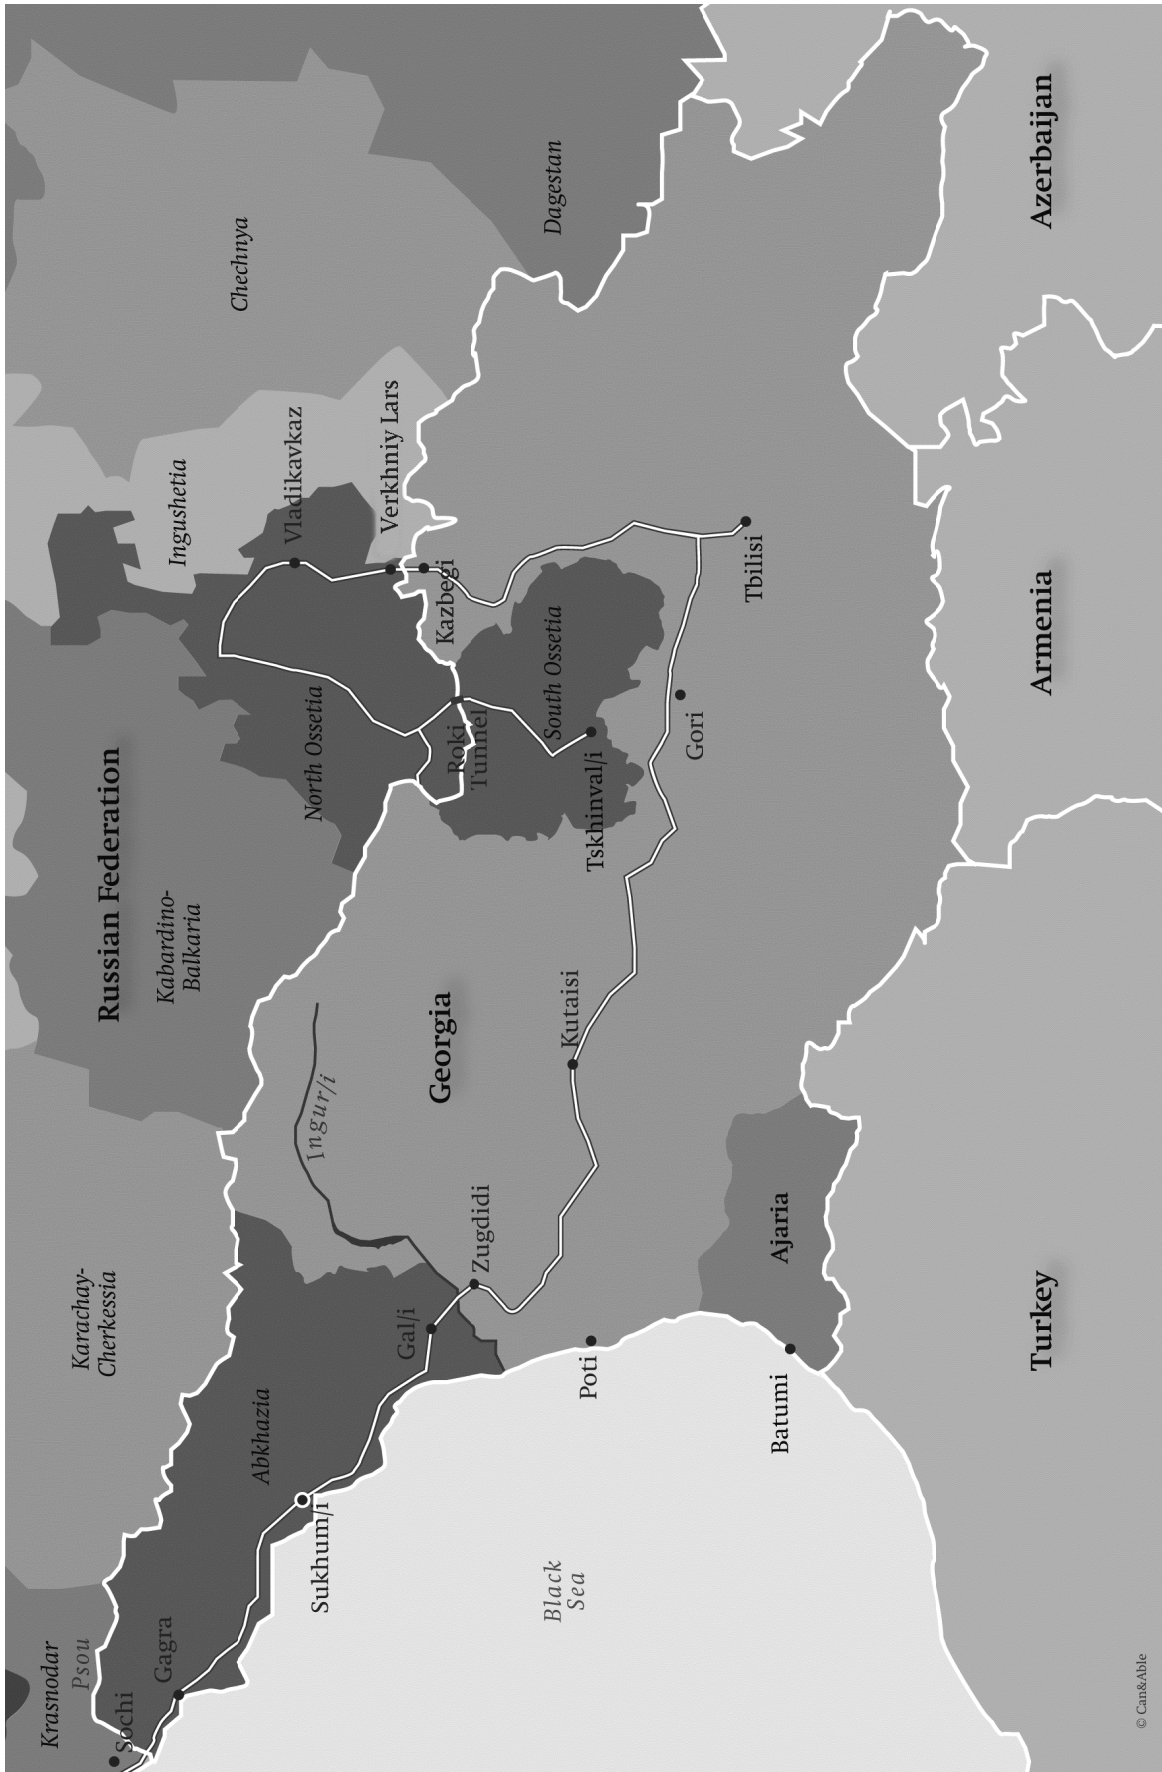 Krasnodar
Psou
Sochi
Gagra
Karachay-
Cherkessia
Russian Federation
Kabardino-
Balkaria
North Ossetia
Ingushetia
Vladikavkaz
Chechnya
Verkhniy Lars
Dagestan
Abkhazia
Sukhum/i
Gal/i
Ingur/i
Zugdidi
Georgia
Kazbegi
Roki
Tunnel
South Ossetia
Tskhinval/i
Kutaisi
Gori
Tbilisi
Black
Sea
Poti
Batumi
Ajaria
Turkey
Armenia
Azerbaijan
© Can&Able